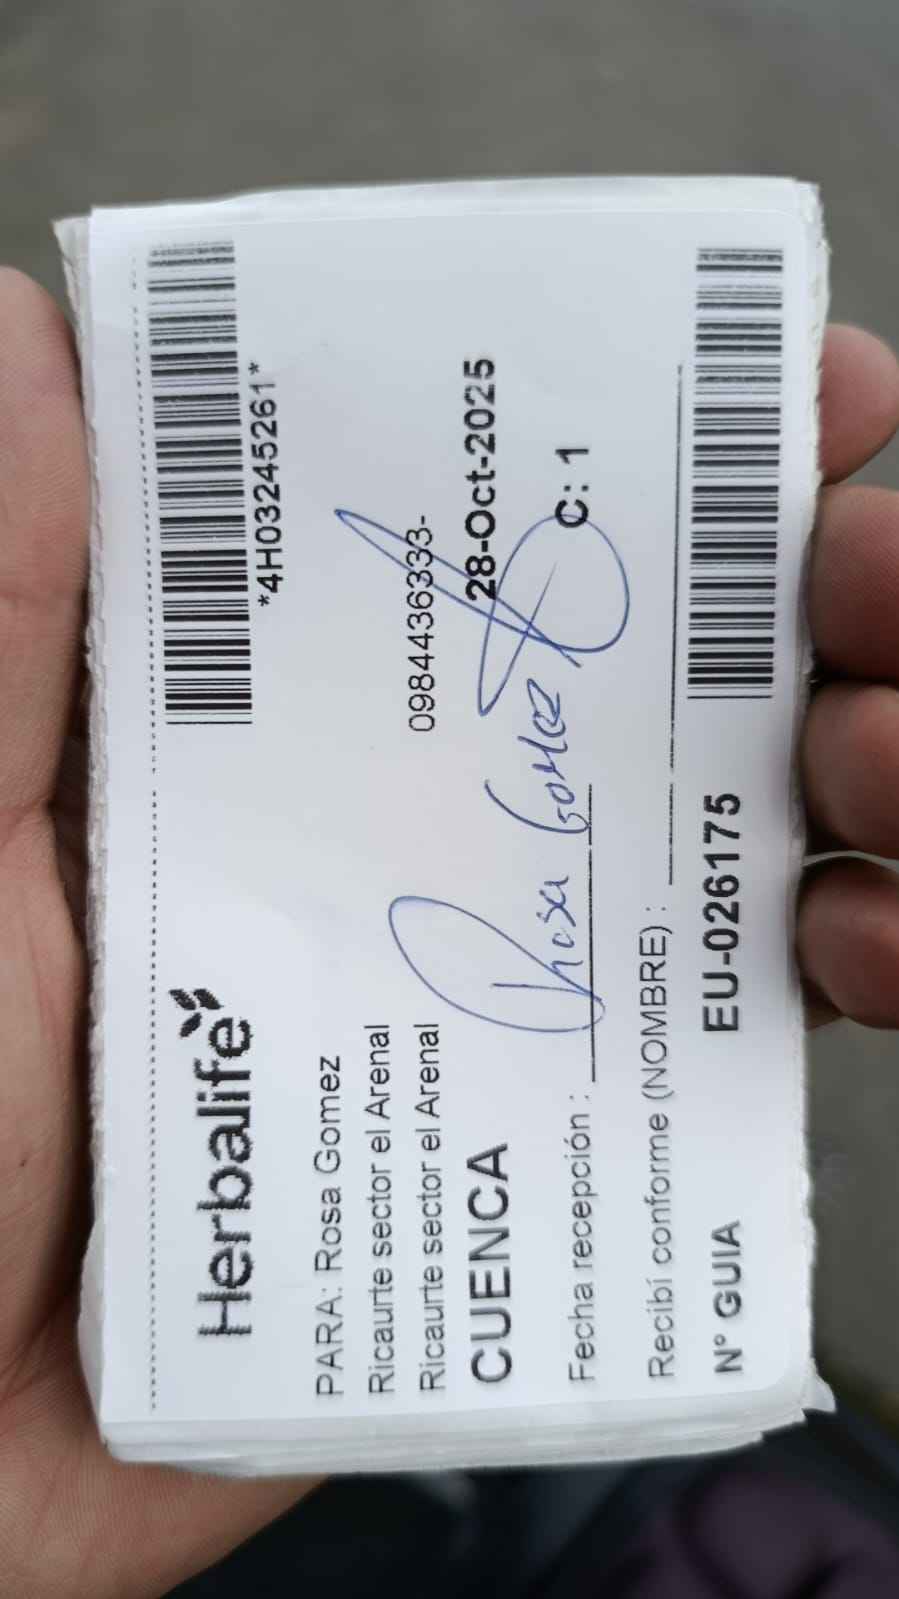 *4H03245261*
Herbalife
PARA: Rosa Gomez
Ricaurte sector el Arenal
Ricaurte sector el Arenal 0984436333-
CUENCA 28-Oct-2025
Rosa Gomez
Fecha recepción : C: 1
Recibí conforme (NOMBRE) :
N° GUIA EU-026175